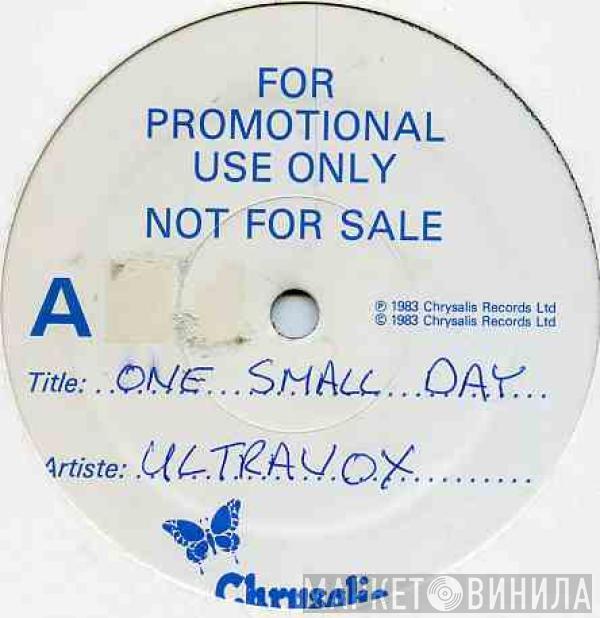 FOR
PROMOTIONAL
USE ONLY
NOT FOR SALE
A
℗ 1983 Chrysalis Records Ltd
© 1983 Chrysalis Records Ltd
Title: ONE SMALL DAY
Artiste: ULTRAVOX
Chrysalis
МАРКЕТ ВИНИЛА